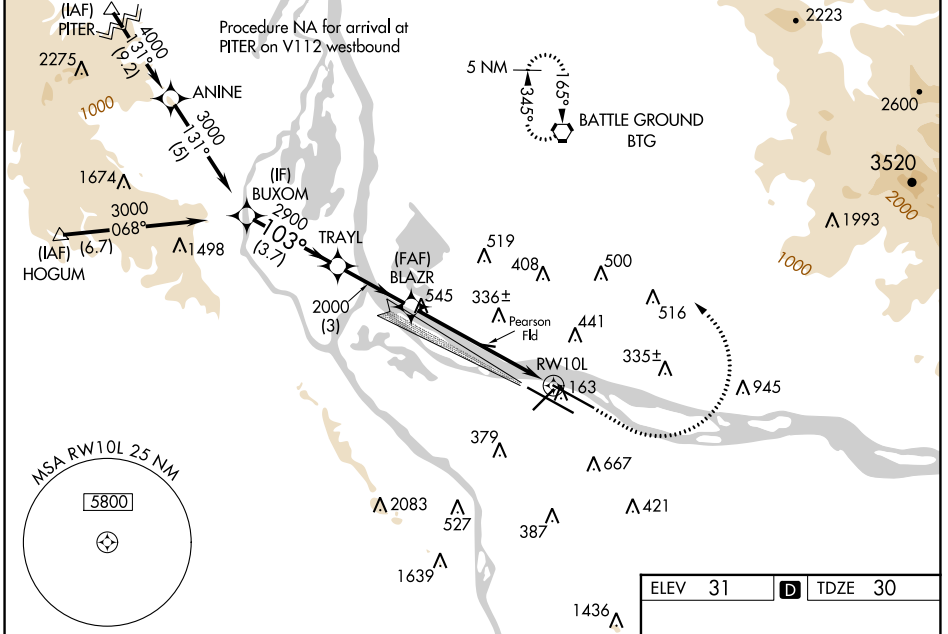 (IAF)
PITER
4000
131°
(9.2)
Procedure NA for arrival at
PITER on V112 westbound
2223
2275
ANINE
1000
3000
131°
(5)
5 NM
345°
165°
BATTLE GROUND
BTG
2600
3520
2000
1674
(IF)
BUXOM
3000
068°
(6.7)
(IAF)
HOGUM
1498
2900
103°
(3.7)
TRAYL
(FAF)
BLAZR
2000
(3)
545
519
408
500
336±
516
441
Pearson
Fld
335±
1993
1000
RW10L
163
945
379
667
MSA RW10L 25 NM
5800
2083
527
387
421
1639
1436
ELEV 31 D TDZE 30